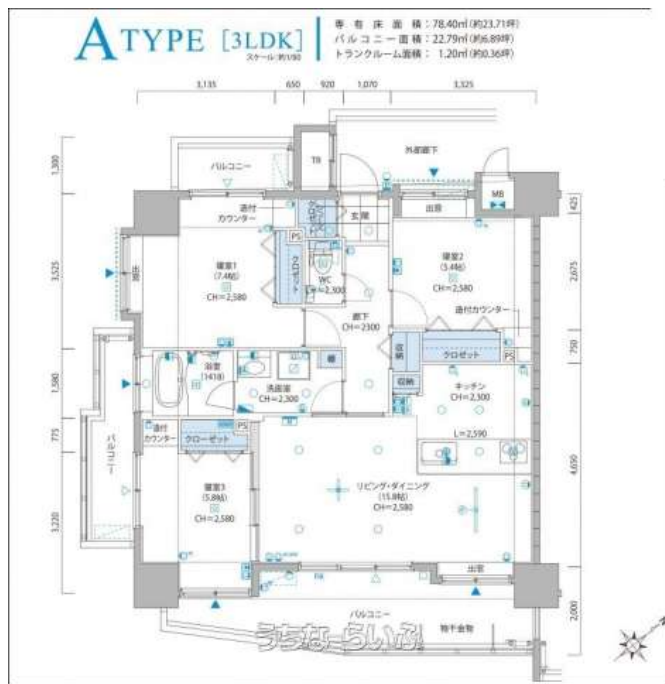 A TYPE [3LDK]
スケール:約1/80
専有床面積：78.40㎡(約23.71坪)
バルコニー面積：22.79㎡(約6.89坪)
トランクルーム面積：1.20㎡(約0.36坪)
3,135 650 920 1,070 3,325
1,300
3,525
1,580
775
3,220
425
2,675
750
4,650
2,000
バルコニー
TR
外部廊下
MB
造付
カウンター
PS
玄関
出窓
出窓
寝室1
(7.4帖)
CH=2,580
WC
CH=2,300
寝室2
(5.4帖)
CH=2,580
廊下
CH=2300
造付カウンター
収納
クロゼット
PS
浴室
(1418)
洗面室
CH=2,300
棚
収納
キッチン
CH=2,300
L=2,590
バルコニー
造付
カウンター
クローゼット
PS
寝室3
(5.8帖)
CH=2,580
リビング・ダイニング
(15.8帖)
CH=2,580
出窓
バルコニー
物干金物
うちなーらいふ
N